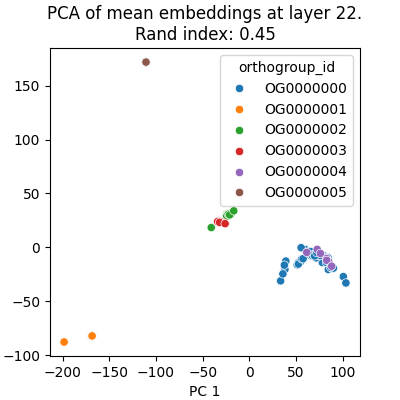 PCA of mean embeddings at layer 22.
Rand index: 0.45
orthogroup_id
OG0000000
OG0000001
OG0000002
OG0000003
OG0000004
OG0000005
150
100
50
0
−50
−100
−200
−150
−100
−50
0
50
100
PC 1